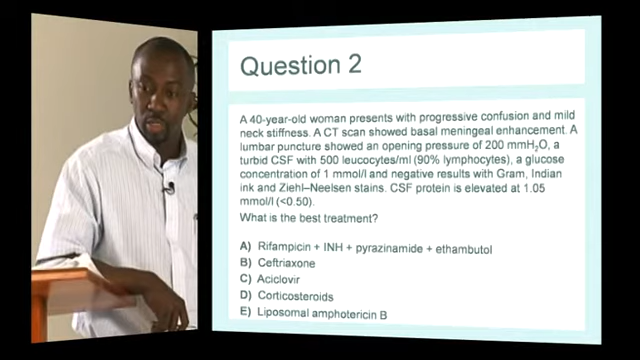 Question 2
A 40-year-old woman presents with progressive confusion and mild
neck stiffness. A CT scan showed basal meningeal enhancement. A
lumbar puncture showed an opening pressure of 200 mmH₂O, a
turbid CSF with 500 leucocytes/ml (90% lymphocytes), a glucose
concentration of 1 mmol/l and negative results with Gram, Indian
ink and Ziehl–Neelsen stains. CSF protein is elevated at 1.05
mmol/l (<0.50).
What is the best treatment?
A) Rifampicin + INH + pyrazinamide + ethambutol
B) Ceftriaxone
C) Aciclovir
D) Corticosteroids
E) Liposomal amphotericin B